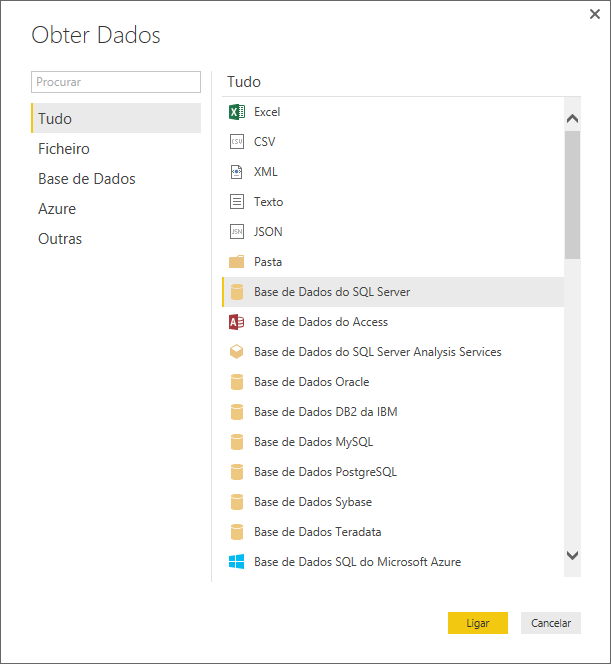 Obter Dados
Procurar
Tudo
Ficheiro
Base de Dados
Azure
Outras
Tudo
Excel
CSV
XML
Texto
JSON
Pasta
Base de Dados do SQL Server
Base de Dados do Access
Base de Dados do SQL Server Analysis Services
Base de Dados Oracle
Base de Dados DB2 da IBM
Base de Dados MySQL
Base de Dados PostgreSQL
Base de Dados Sybase
Base de Dados Teradata
Base de Dados SQL do Microsoft Azure
Ligar
Cancelar